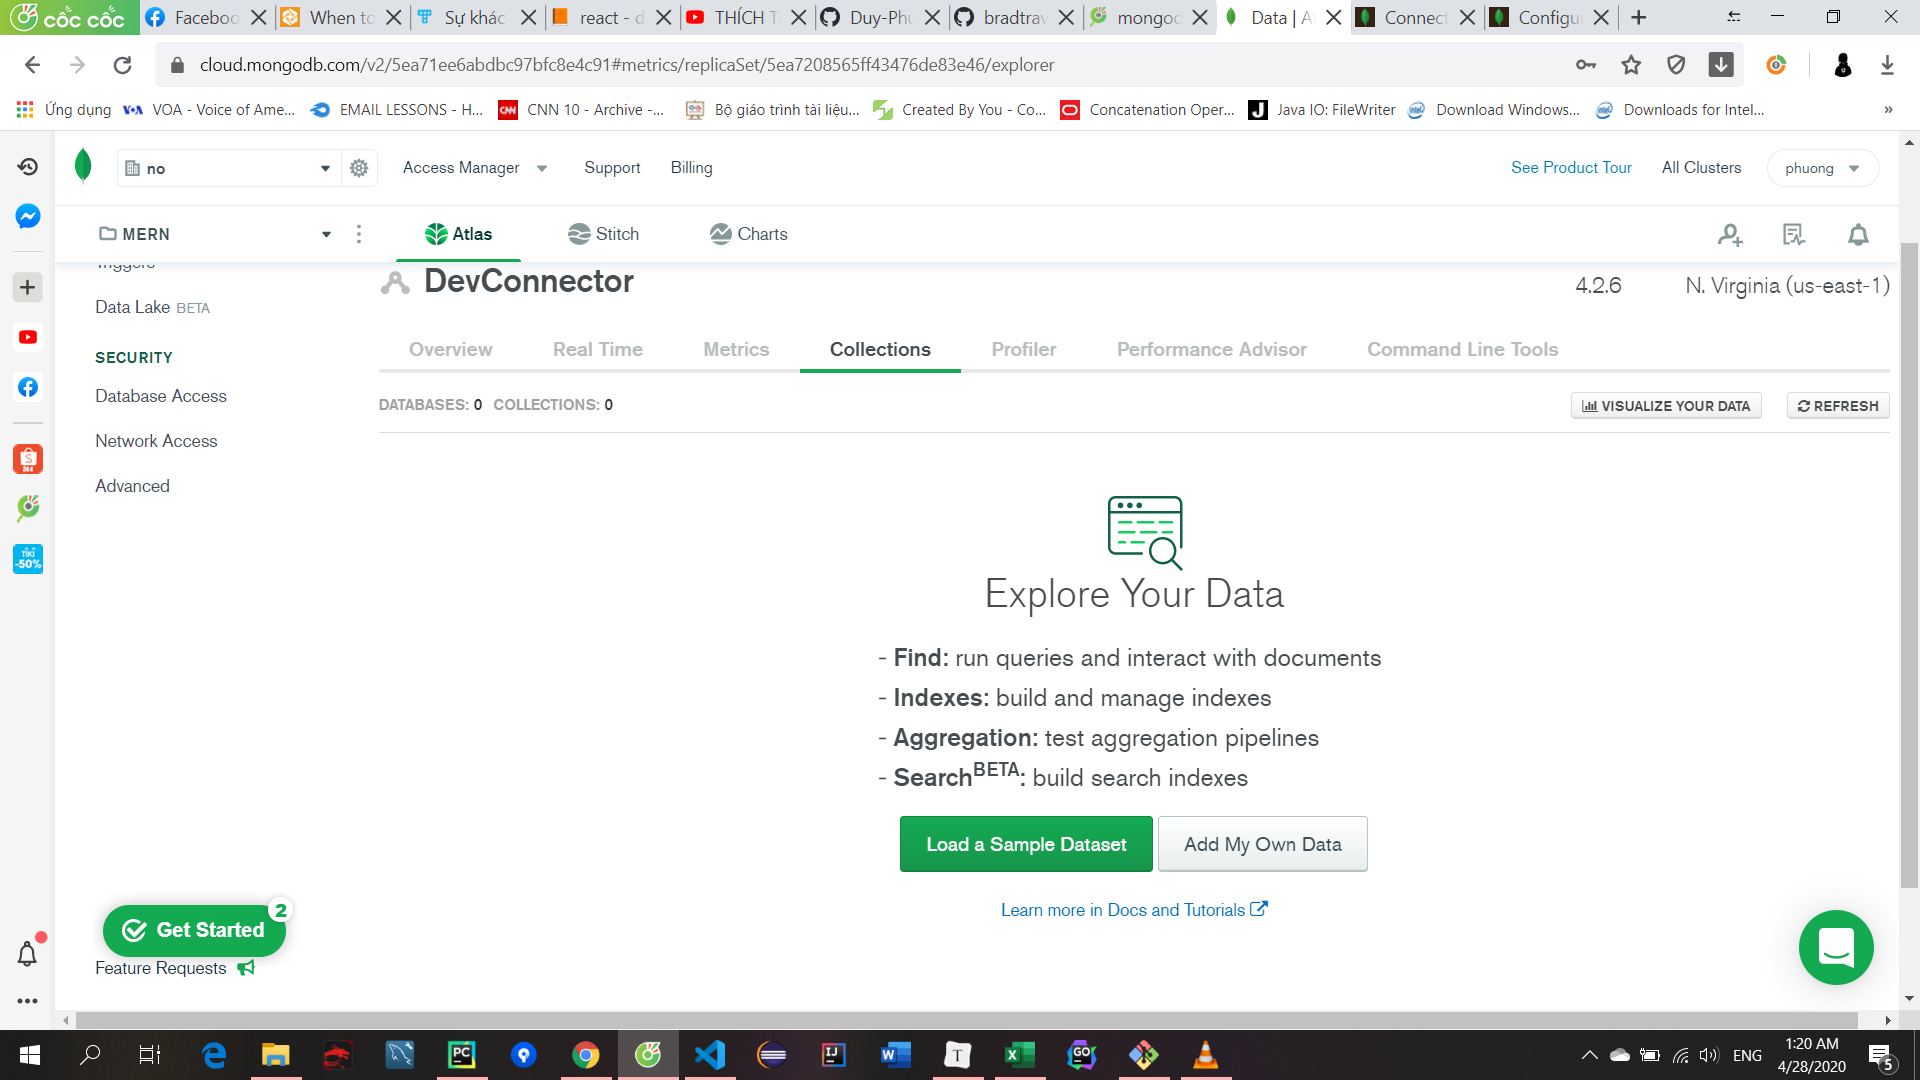 cốc cốc
Faceboo
When to
Sự khác
react - d
THÍCH T
Duy-Phu
bradtrav
mongod
Data | A
Connect
Configu
cloud.mongodb.com/v2/5ea71ee6abdbc97bfc8e4c91#metrics/replicaSet/5ea7208565ff43476de83e46/explorer
Ứng dụng
VOA - Voice of Ame...
EMAIL LESSONS - H...
CNN 10 - Archive -...
Bộ giáo trình tài liệu...
Created By You - Co...
Concatenation Oper...
Java IO: FileWriter
Download Windows...
Downloads for Intel...
»
no
Access Manager
Support
Billing
See Product Tour
All Clusters
phuong
MERN
Atlas
Stitch
Charts
Triggers
Data Lake BETA
SECURITY
Database Access
Network Access
Advanced
DevConnector
4.2.6
N. Virginia (us-east-1)
Overview
Real Time
Metrics
Collections
Profiler
Performance Advisor
Command Line Tools
DATABASES: 0 COLLECTIONS: 0
VISUALIZE YOUR DATA
REFRESH
Explore Your Data
- Find: run queries and interact with documents
- Indexes: build and manage indexes
- Aggregation: test aggregation pipelines
- Search BETA: build search indexes
Load a Sample Dataset
Add My Own Data
Learn more in Docs and Tutorials
Get Started
2
Feature Requests
TIKI
-50%
ENG
1:20 AM
4/28/2020
5